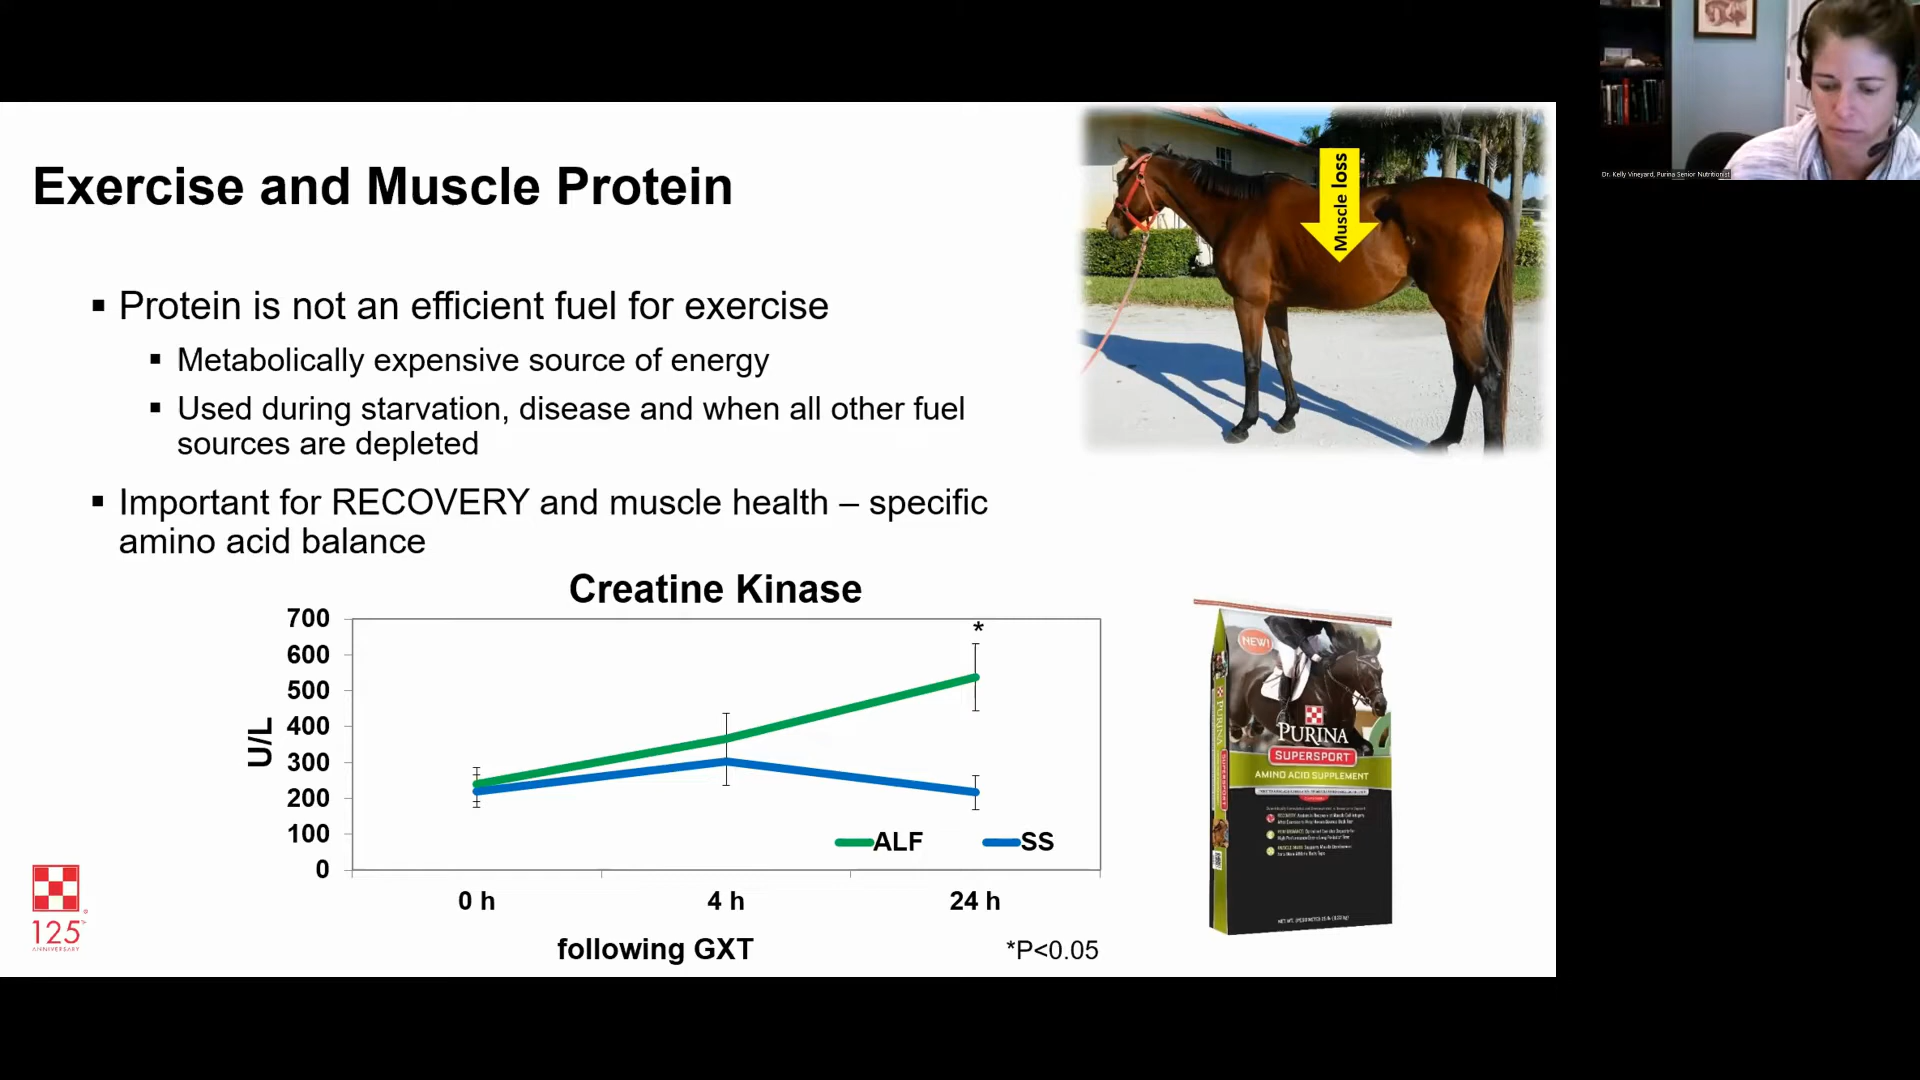 Dr. Kelly Vineyard, Purina Senior Nutritionist
Exercise and Muscle Protein
Muscle loss
▪ Protein is not an efficient fuel for exercise
▪ Metabolically expensive source of energy
▪ Used during starvation, disease and when all other fuel
sources are depleted
▪ Important for RECOVERY and muscle health – specific
amino acid balance
Creatine Kinase
700
600
500
400
300
200
100
0
U/L
*
ALF
SS
0 h
4 h
24 h
following GXT
*P<0.05
NEW!
PURINA
SUPERSPORT
AMINO ACID SUPPLEMENT
PURINA
SUPERSPORT
125
ANNIVERSARY